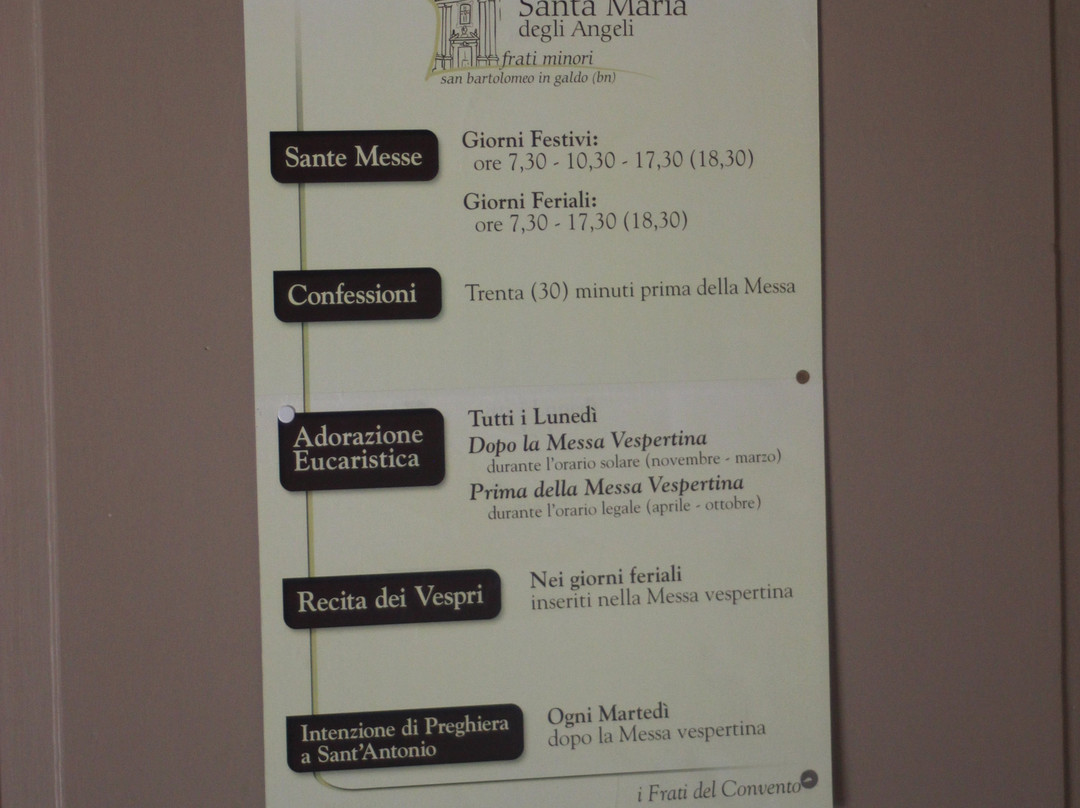 Santa Maria
degli Angeli
frati minori
san bartolomeo in galdo (bn)
Sante Messe
Giorni Festivi:
ore 7,30 - 10,30 - 17,30 (18,30)
Giorni Feriali:
ore 7,30 - 17,30 (18,30)
Confessioni
Trenta (30) minuti prima della Messa
Adorazione
Eucaristica
Tutti i Lunedì
Dopo la Messa Vespertina
durante l'orario solare (novembre - marzo)
Prima della Messa Vespertina
durante l'orario legale (aprile - ottobre)
Recita dei Vespri
Nei giorni feriali
inseriti nella Messa vespertina
Intenzione di Preghiera
a Sant'Antonio
Ogni Martedì
dopo la Messa vespertina
i Frati del Convento